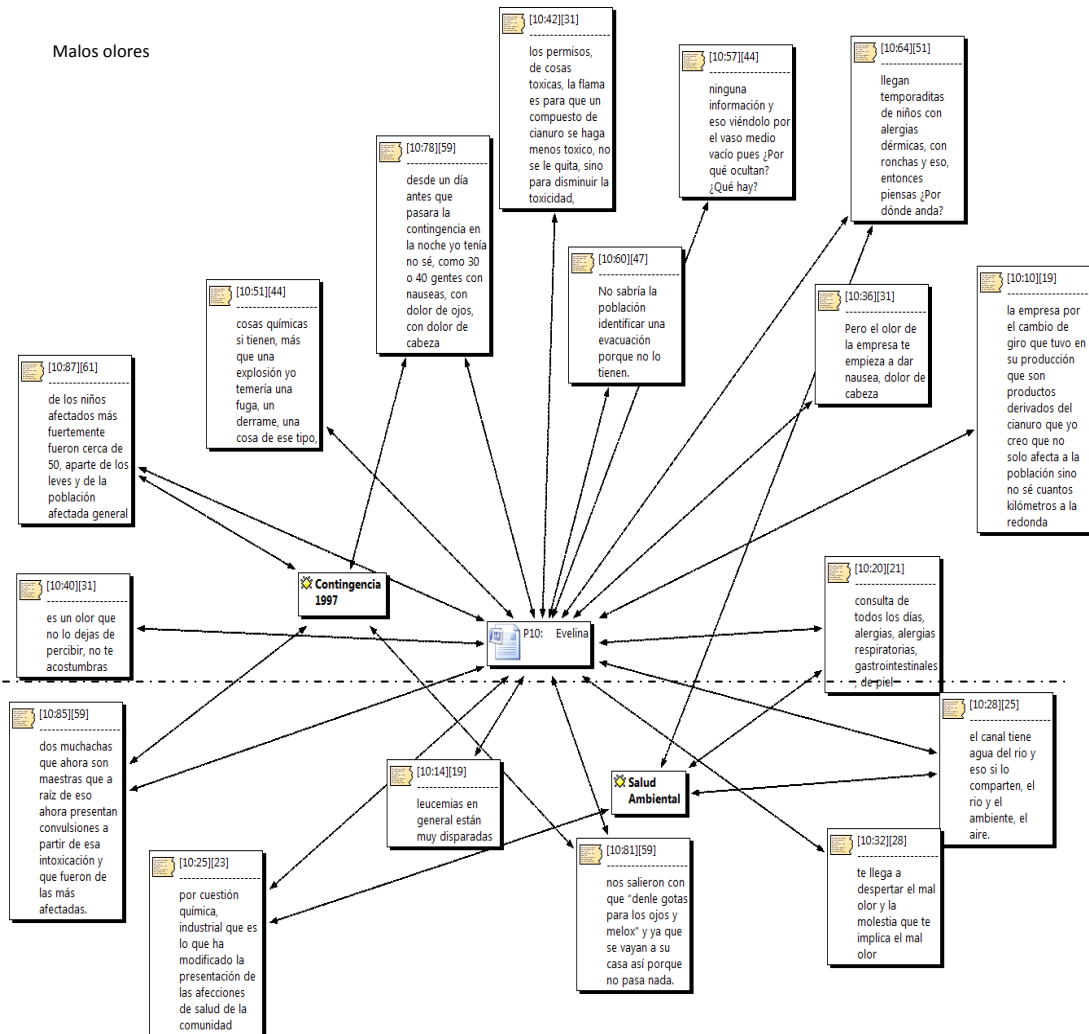 Malos olores
[10:42][31]
los permisos,
de cosas
toxicas, la flama
es para que un
compuesto de
cianuro se haga
menos toxico, no
se le quita, sino
para disminuir la
toxicidad,
[10:57][44]
ninguna
información y
eso viéndolo por
el vaso medio
vacío pues ¿Por
qué ocultan?
¿Qué hay?
[10:64][51]
llegan
temporaditas
de niños con
alergias
dérmicas, con
ronchas y eso,
entonces
piensas ¿Por
dónde anda?
[10:78][59]
desde un día
antes que
pasara la
contingencia en
la noche yo tenía
no sé, como 30
o 40 gentes con
nauseas, con
dolor de ojos,
con dolor de
cabeza
[10:60][47]
No sabría la
población
identificar una
evacuación
porque no lo
tienen.
[10:10][19]
la empresa por
el cambio de
giro que tuvo en
su producción
que son
productos
derivados del
cianuro que yo
creo que no
solo afecta a la
población sino
no sé cuantos
kilómetros a la
redonda
[10:51][44]
cosas químicas
si tienen, más
que una
explosión yo
temería una
fuga, un
derrame, una
cosa de ese tipo,
[10:36][31]
Pero el olor de
la empresa te
empieza a dar
nausea, dolor de
cabeza
[10:87][61]
de los niños
afectados más
fuertemente
fueron cerca de
50, aparte de los
leves y de la
población
afectada general
Contingencia
1997
[10:40][31]
es un olor que
no lo dejas de
percibir, no te
acostumbras
P10: Evelina
[10:20][21]
consulta de
todos los días,
alergias, alergias
respiratorias,
gastrointestinales
, de piel
[10:85][59]
dos muchachas
que ahora son
maestras que a
raíz de eso
ahora presentan
convulsiones a
partir de esa
intoxicación y
que fueron de
las más
afectadas.
[10:14][19]
leucemias en
general están
muy disparadas
Salud
Ambiental
[10:28][25]
el canal tiene
agua del rio y
eso si lo
comparten, el
rio y el
ambiente, el
aire.
[10:25][23]
por cuestión
química,
industrial que es
lo que ha
modificado la
presentación de
las afecciones
de salud de la
comunidad
[10:81][59]
nos salieron con
que "denle gotas
para los ojos y
melox" y ya que
se vayan a su
casa así porque
no pasa nada.
[10:32][28]
te llega a
despertar el mal
olor y la
molestia que te
implica el mal
olor